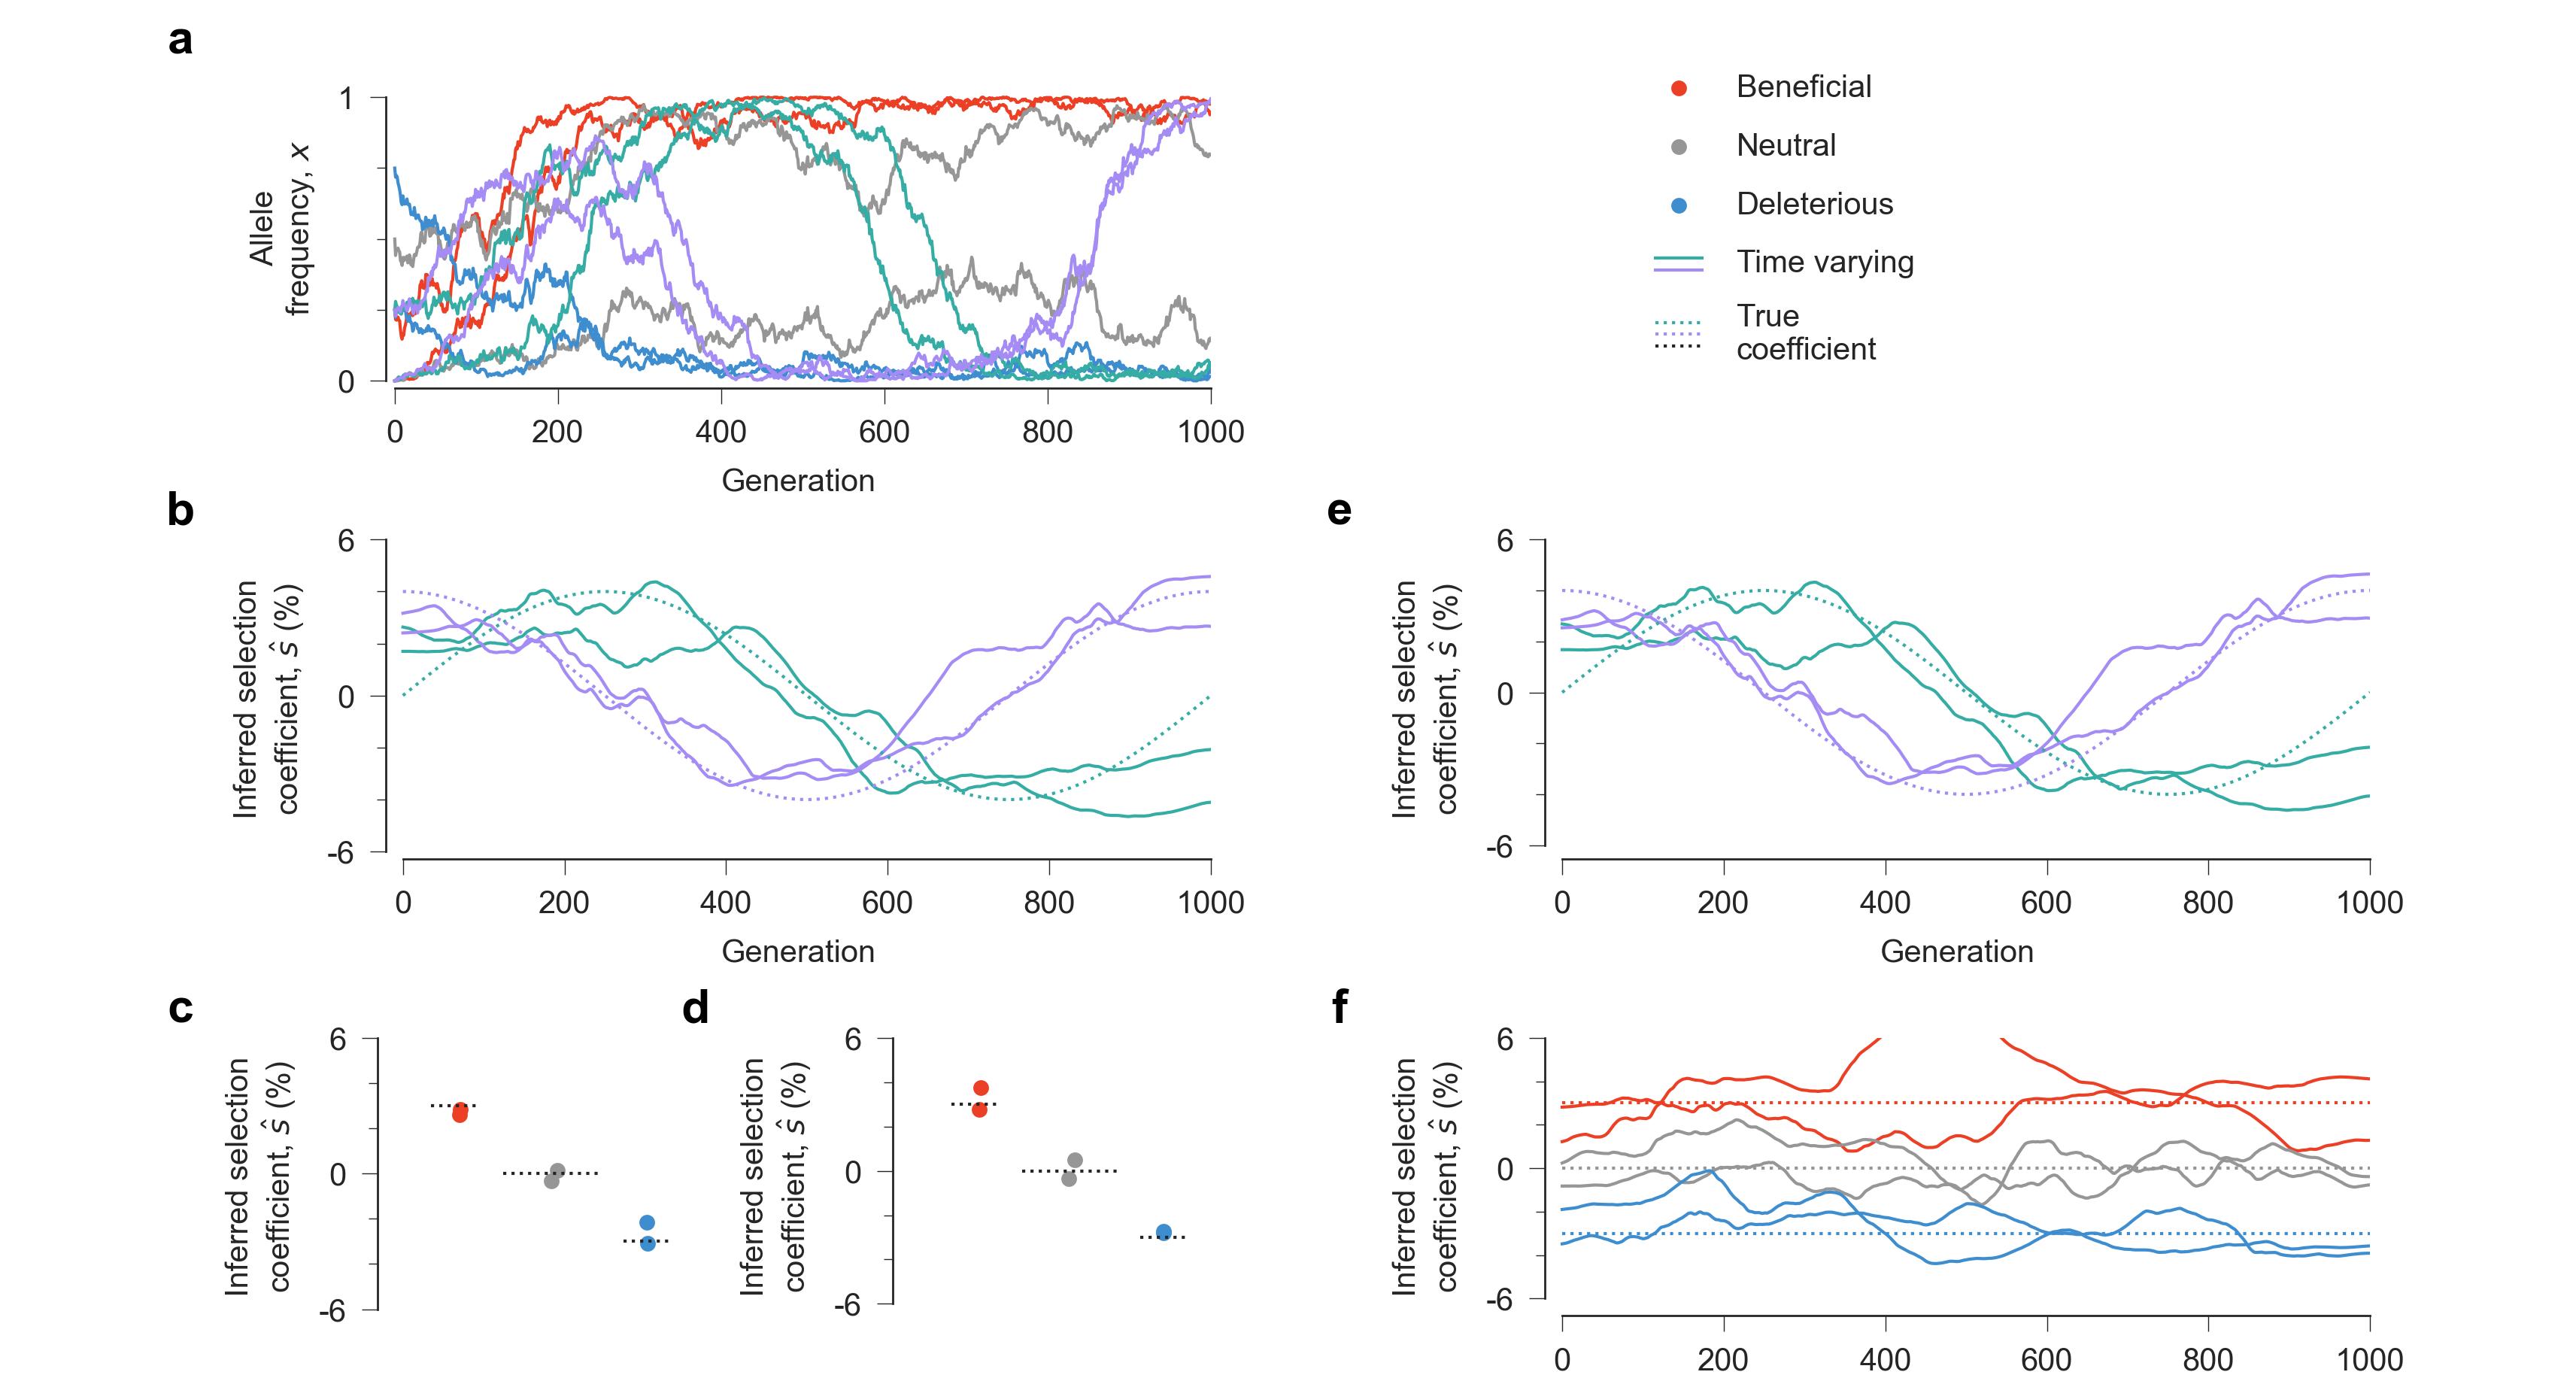 a
1
0
Allele
frequency, x
0 200 400 600 800 1000
Generation
Beneficial
Neutral
Deleterious
Time varying
True
coefficient
b
6
0
-6
Inferred selection
coefficient, ŝ (%)
0 200 400 600 800 1000
Generation
e
6
0
-6
Inferred selection
coefficient, ŝ (%)
0 200 400 600 800 1000
Generation
c
6
0
-6
Inferred selection
coefficient, ŝ (%)
d
6
0
-6
Inferred selection
coefficient, ŝ (%)
f
6
0
-6
Inferred selection
coefficient, ŝ (%)
0 200 400 600 800 1000